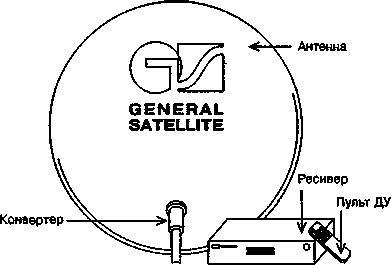 Антенна
GENERAL
SATELLITE
Ресивер
Пульт ДУ
Конвертер